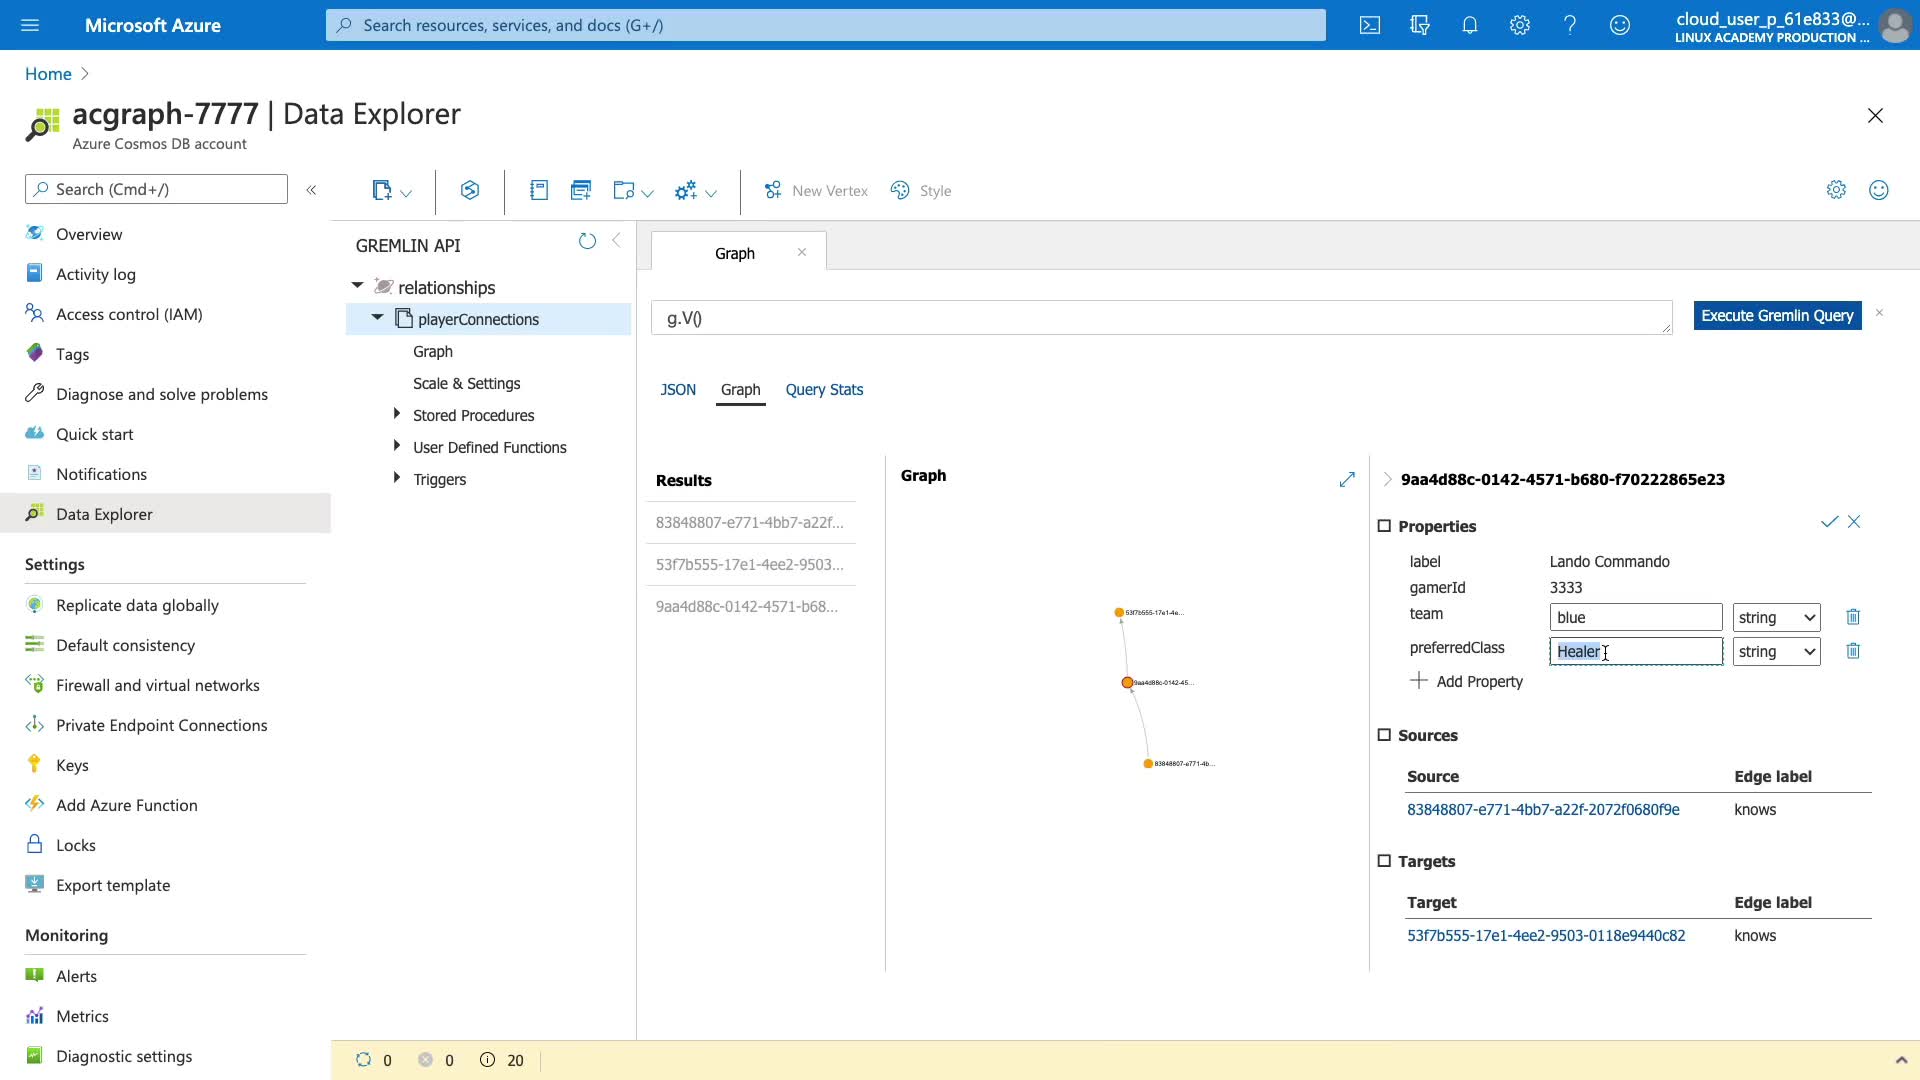 Microsoft Azure
Search resources, services, and docs (G+/)
cloud_user_p_61e833@...
LINUX ACADEMY PRODUCTION ...
Home
acgraph-7777 | Data Explorer
Azure Cosmos DB account
Search (Cmd+/)
«
New Vertex
Style
Overview
Activity log
Access control (IAM)
Tags
Diagnose and solve problems
Quick start
Notifications
Data Explorer
Settings
Replicate data globally
Default consistency
Firewall and virtual networks
Private Endpoint Connections
Keys
Add Azure Function
Locks
Export template
Monitoring
Alerts
Metrics
Diagnostic settings
GREMLIN API
relationships
playerConnections
Graph
Scale & Settings
Stored Procedures
User Defined Functions
Triggers
Graph
g.V()
Execute Gremlin Query
JSON
Graph
Query Stats
Results
83848807-e771-4bb7-a22f...
53f7b555-17e1-4ee2-9503...
9aa4d88c-0142-4571-b68...
Graph
53f7b555-17e1-4e...
9aa4d88c-0142-45...
83848807-e771-4b...
9aa4d88c-0142-4571-b680-f70222865e23
Properties
label Lando Commando
gamerId 3333
team blue string
preferredClass Healer string
Add Property
Sources
Source Edge label
83848807-e771-4bb7-a22f-2072f0680f9e knows
Targets
Target Edge label
53f7b555-17e1-4ee2-9503-0118e9440c82 knows
0 0 20